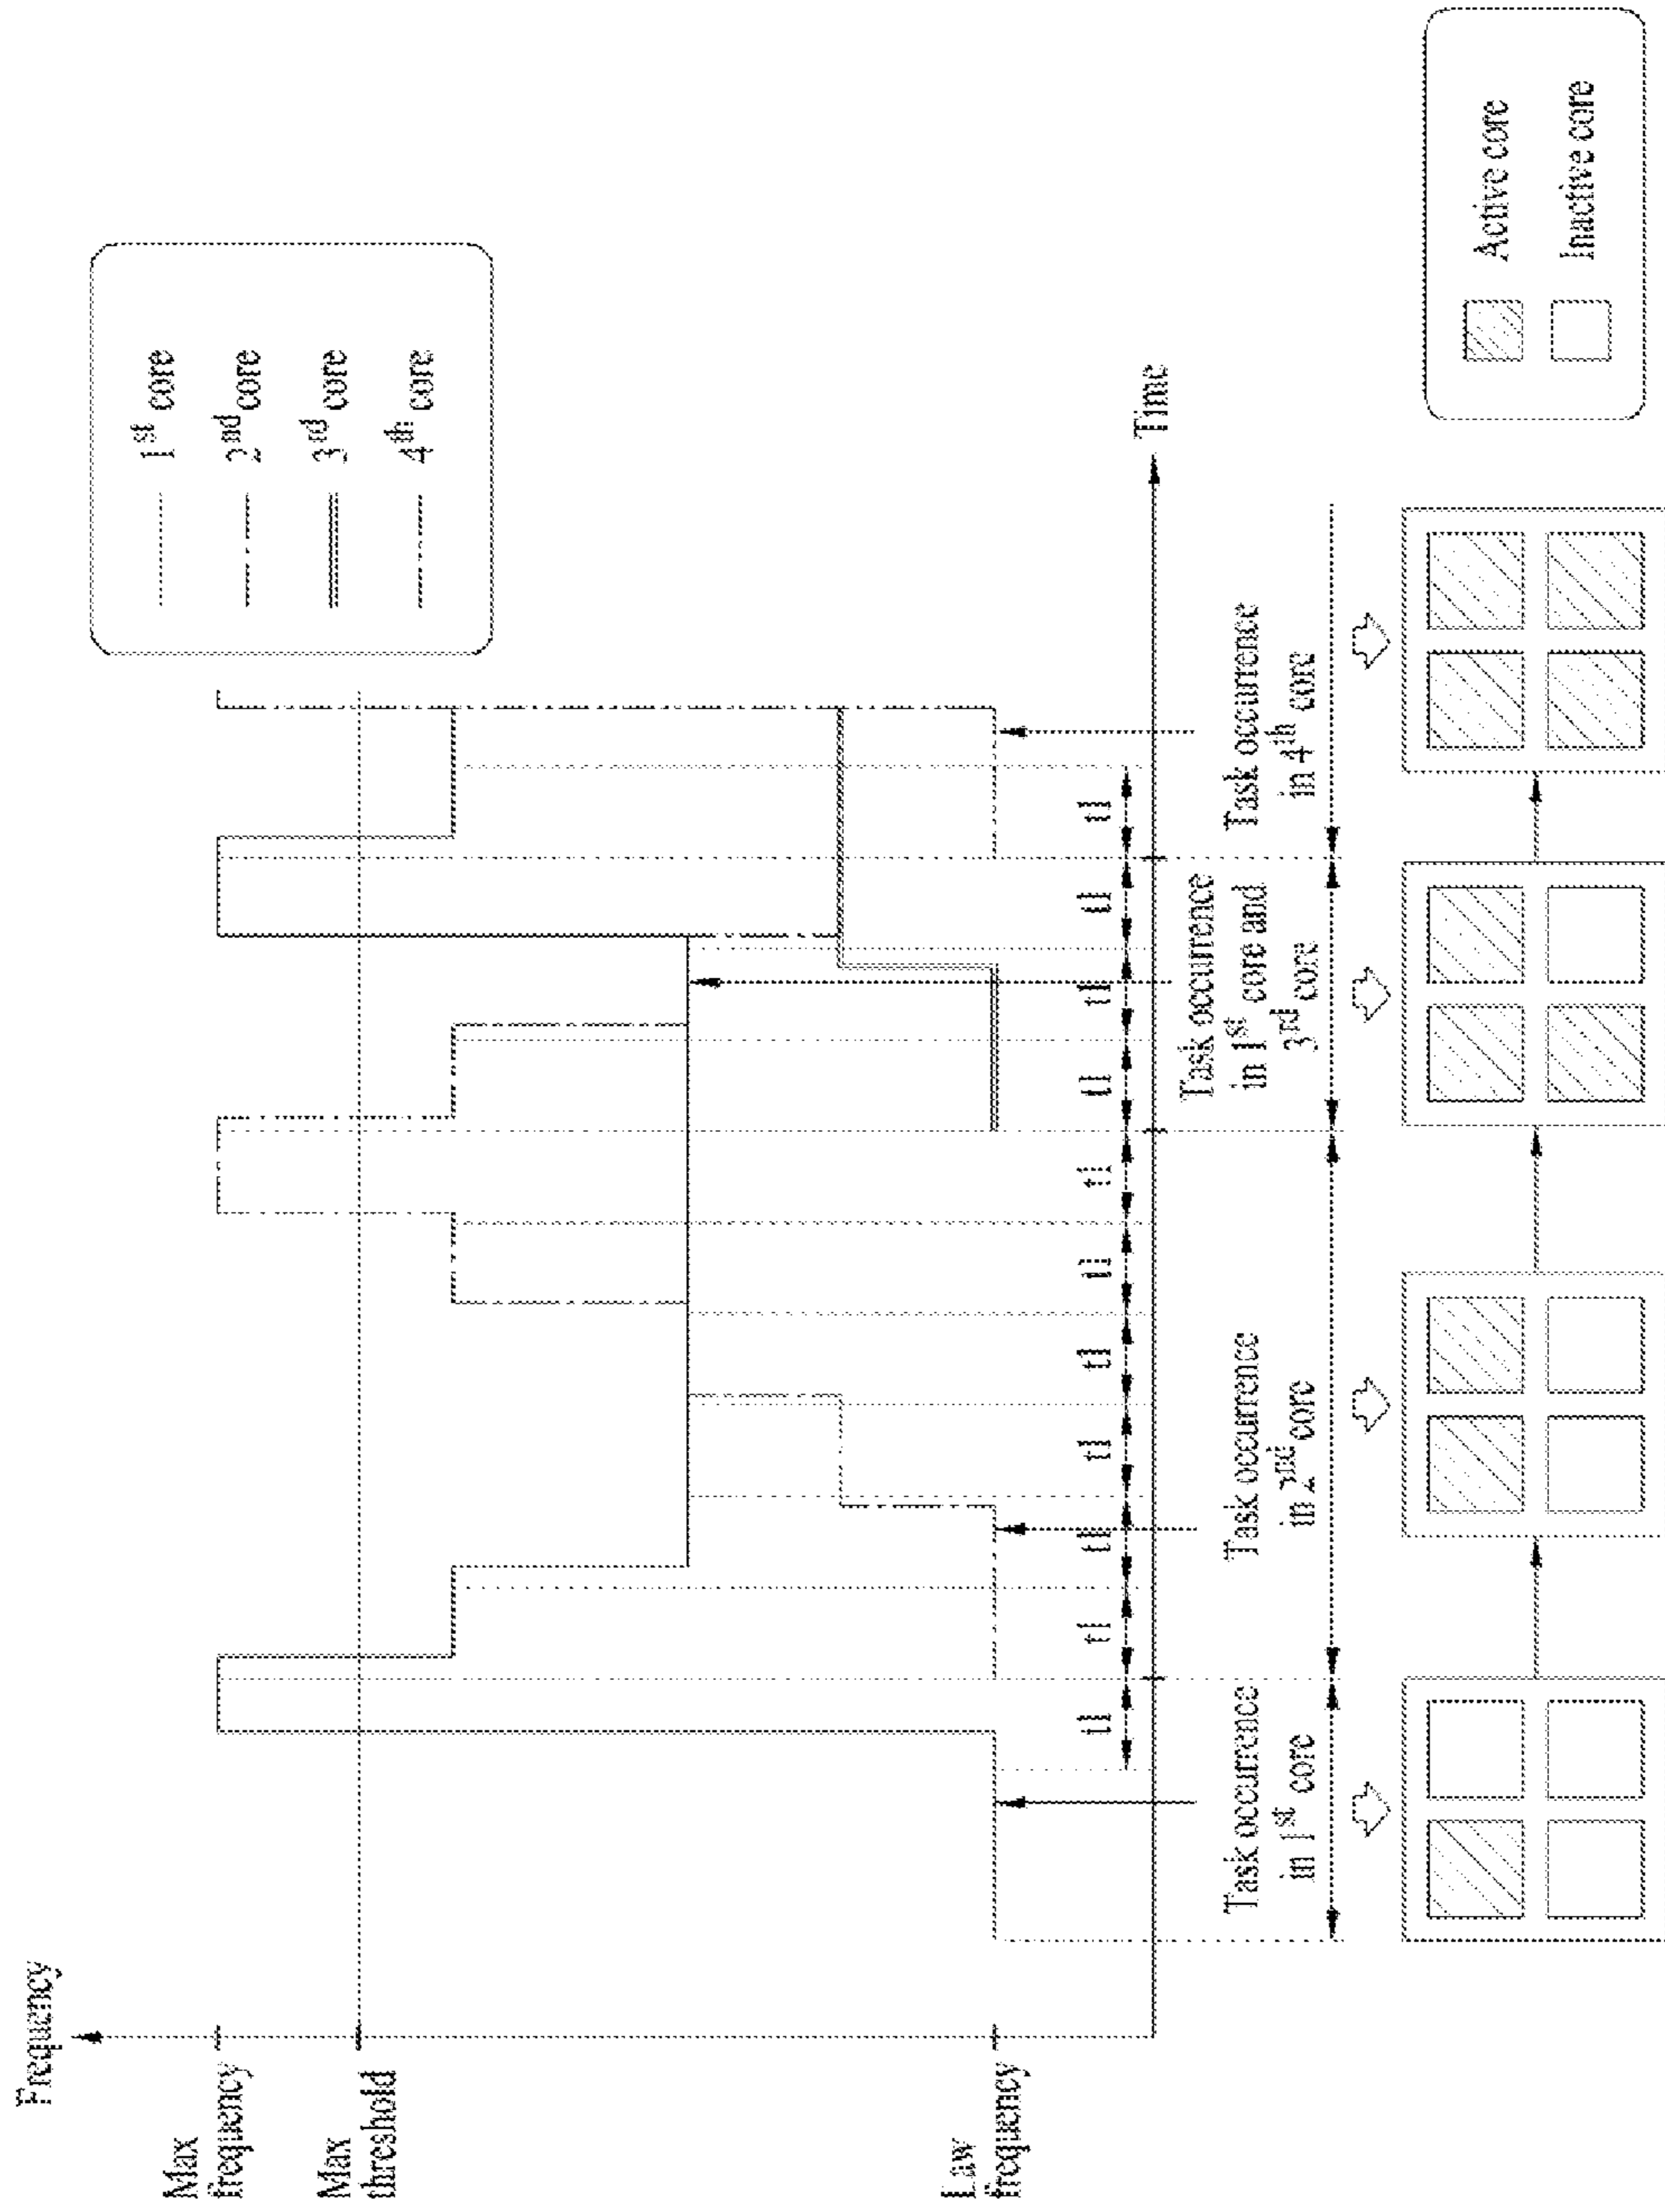 Frequency
Max
frequency
Max
threshold
Law
frequency
1st core
2nd core
3rd core
4th core
t1
t1
t1
t1
t1
t1
t1
t1
t1
t1
t1
Time
Task occurrence
in 1st core
Task occurrence
in 2nd core
Task occurrence
in 1st core and
3rd core
Task occurrence
in 4th core
Active core
Inactive core